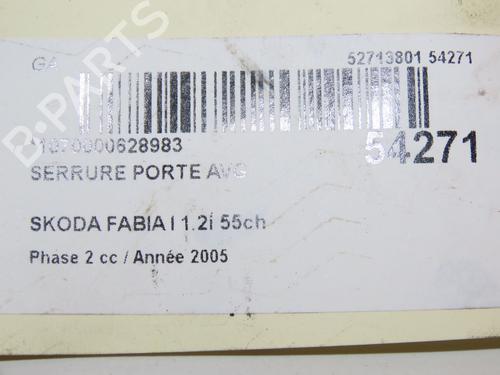 GA 52713801 54271
*1070000628983 54271
SERRURE PORTE AVG
SKODA FABIA I 1.2i 55ch
Phase 2 cc / Année 2005
B-PARTS